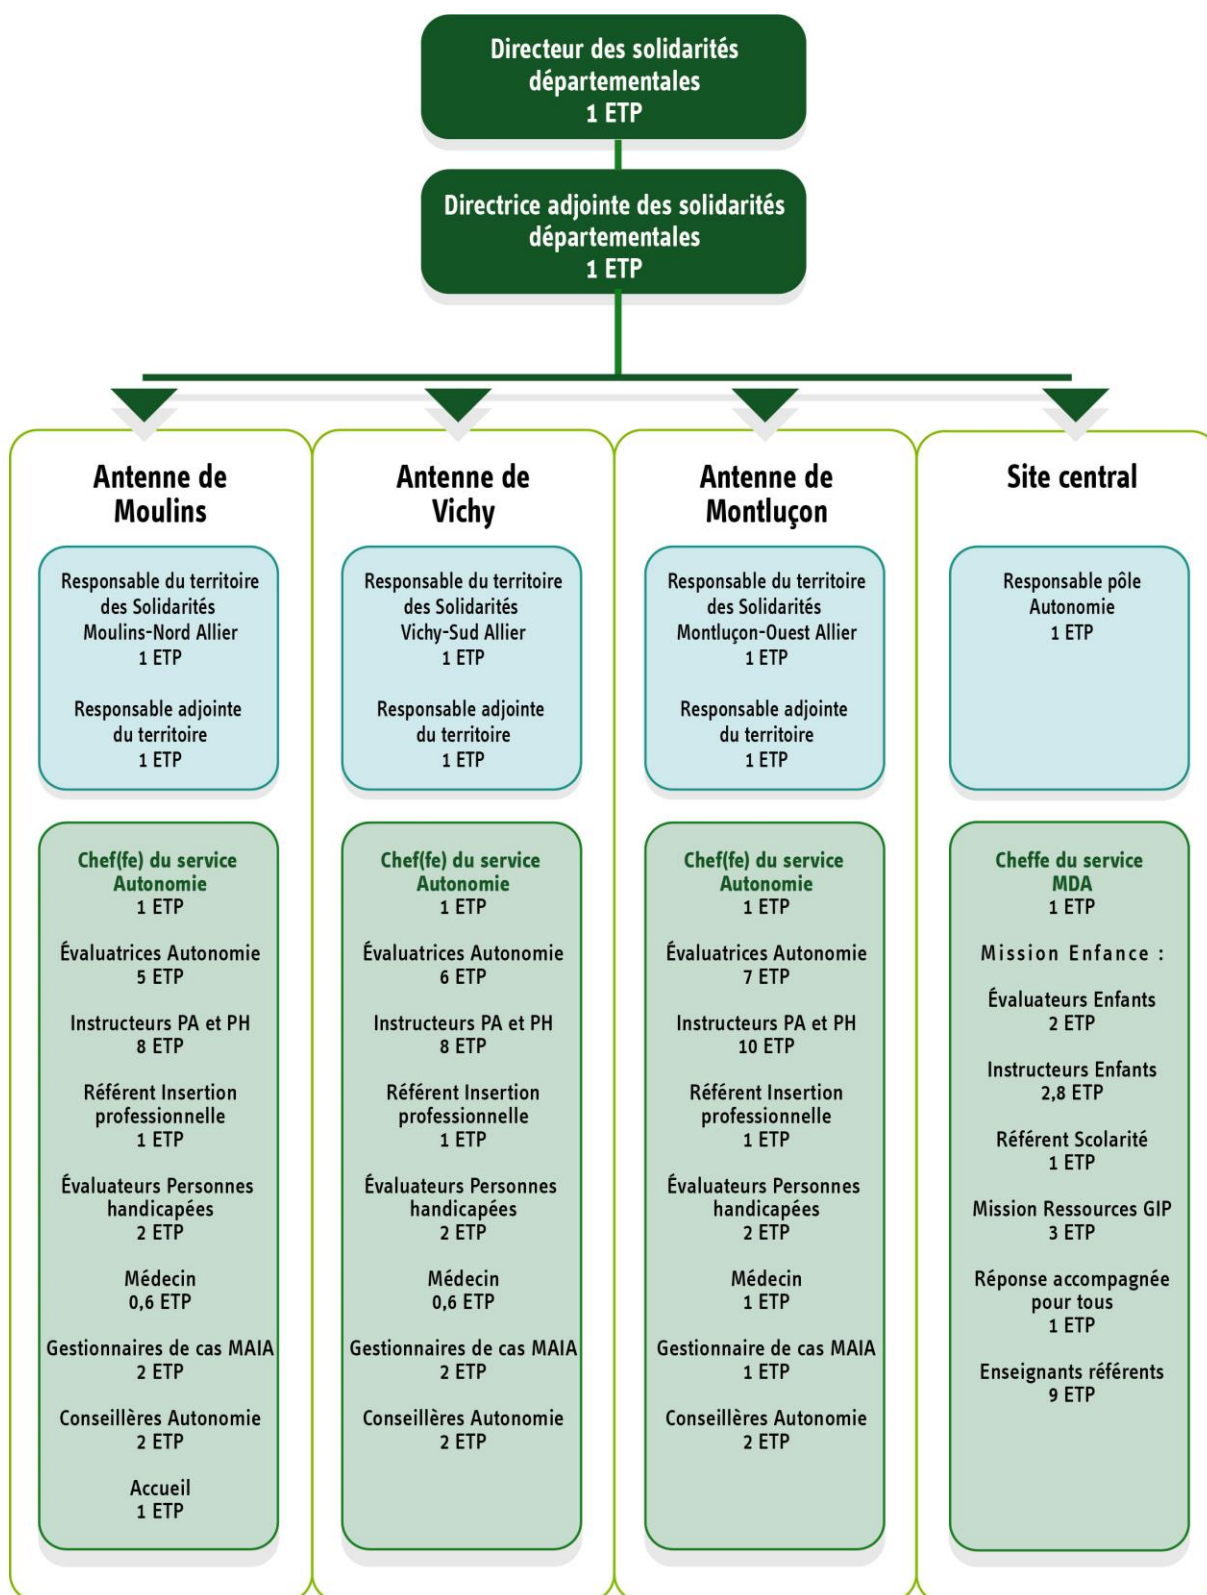 Directeur des solidarités
départementales
1 ETP
Directrice adjointe des solidarités
départementales
1 ETP
Antenne de
Moulins
Responsable du territoire
des Solidarités
Moulins-Nord Allier
1 ETP
Responsable adjointe
du territoire
1 ETP
Chef(fe) du service
Autonomie
1 ETP
Évaluatrices Autonomie
5 ETP
Instructeurs PA et PH
8 ETP
Référent Insertion
professionnelle
1 ETP
Évaluateurs Personnes
handicapées
2 ETP
Médecin
0,6 ETP
Gestionnaires de cas MAIA
2 ETP
Conseillères Autonomie
2 ETP
Accueil
1 ETP
Antenne de
Vichy
Responsable du territoire
des Solidarités
Vichy-Sud Allier
1 ETP
Responsable adjointe
du territoire
1 ETP
Chef(fe) du service
Autonomie
1 ETP
Évaluatrices Autonomie
6 ETP
Instructeurs PA et PH
8 ETP
Référent Insertion
professionnelle
1 ETP
Évaluateurs Personnes
handicapées
2 ETP
Médecin
0,6 ETP
Gestionnaires de cas MAIA
2 ETP
Conseillères Autonomie
2 ETP
Antenne de
Montluçon
Responsable du territoire
des Solidarités
Montluçon-Ouest Allier
1 ETP
Responsable adjointe
du territoire
1 ETP
Chef(fe) du service
Autonomie
1 ETP
Évaluatrices Autonomie
7 ETP
Instructeurs PA et PH
10 ETP
Référent Insertion
professionnelle
1 ETP
Évaluateurs Personnes
handicapées
2 ETP
Médecin
1 ETP
Gestionnaire de cas MAIA
1 ETP
Conseillères Autonomie
2 ETP
Site central
Responsable pôle
Autonomie
1 ETP
Cheffe du service
MDA
1 ETP
Mission Enfance :
Évaluateurs Enfants
2 ETP
Instructeurs Enfants
2,8 ETP
Référent Scolarité
1 ETP
Mission Ressources GIP
3 ETP
Réponse accompagnée
pour tous
1 ETP
Enseignants référents
9 ETP